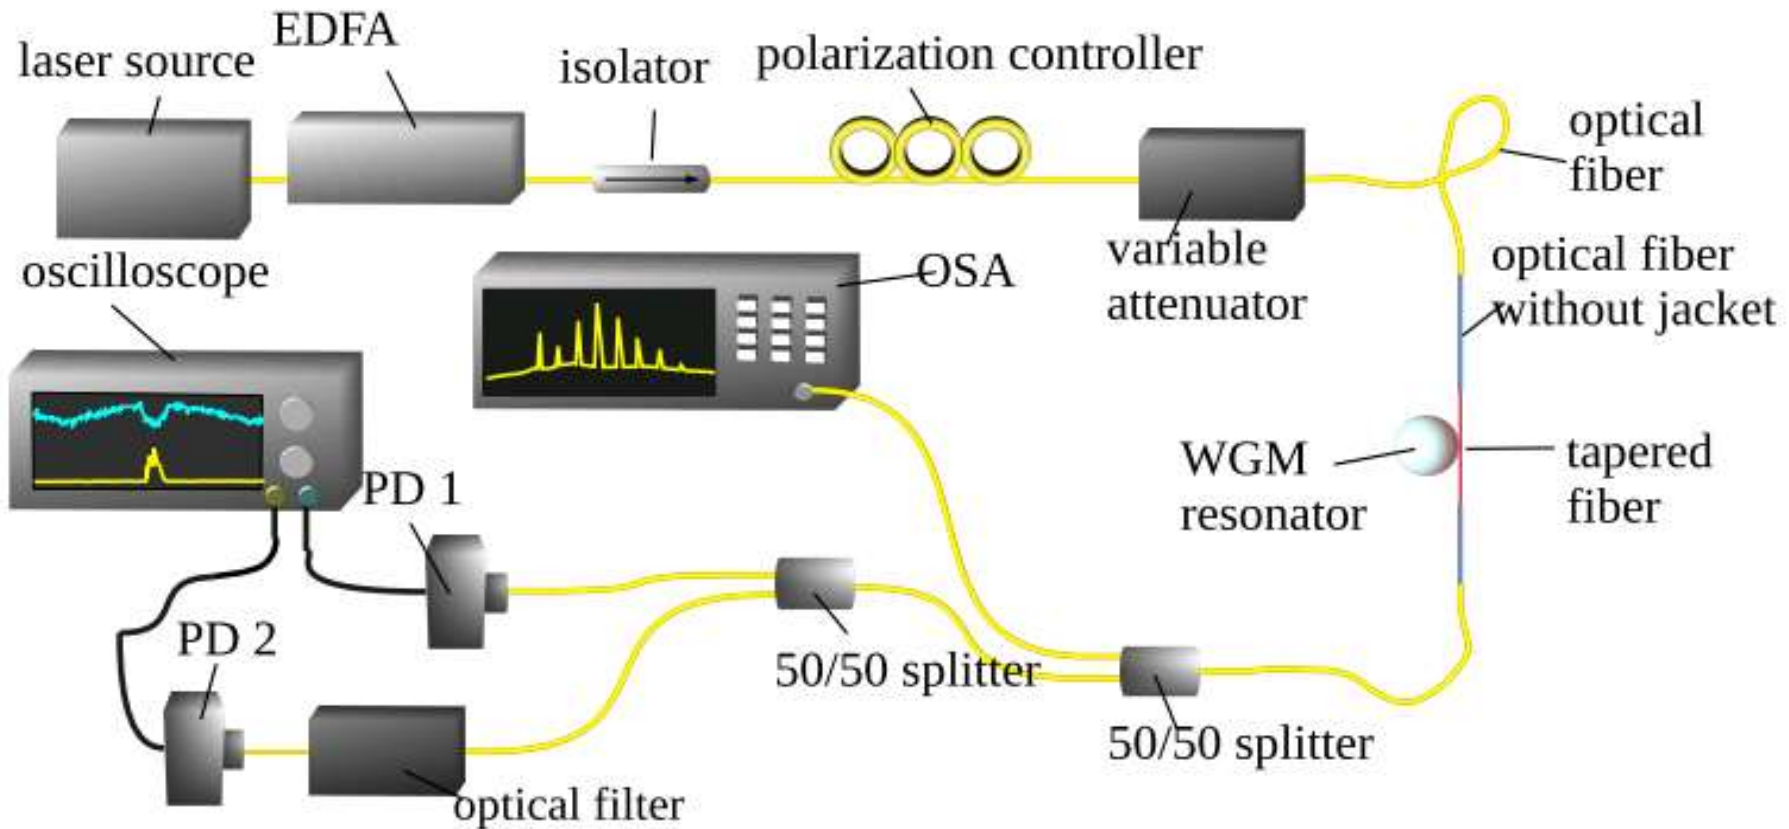 EDFA
laser source
isolator
polarization controller
optical
fiber
variable
attenuator
optical fiber
without jacket
oscilloscope
OSA
WGM
resonator
tapered
fiber
PD 1
PD 2
50/50 splitter
50/50 splitter
optical filter